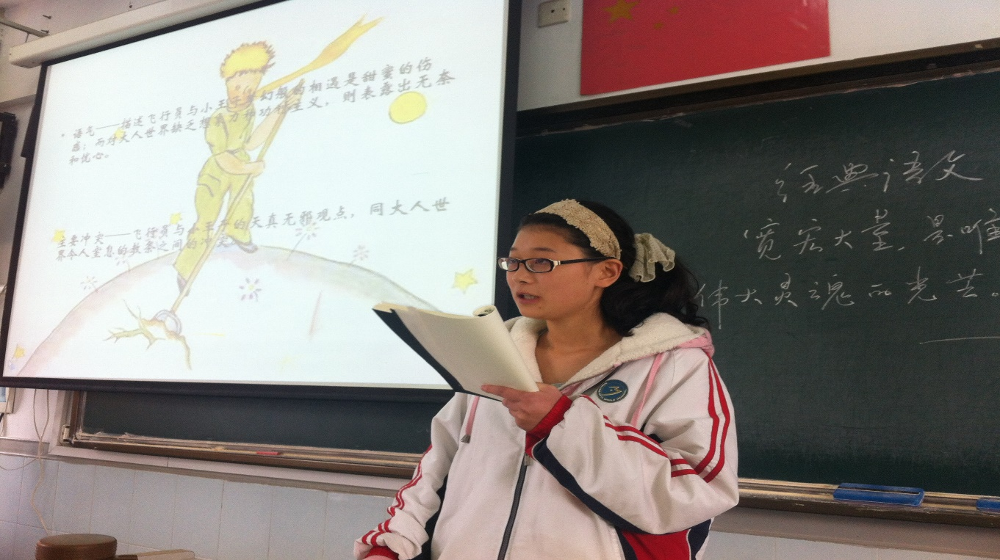 • 语气——描述飞行员与小王子梦幻般的相遇是甜蜜的伤
感；而对大人世界缺乏想象力和功利主义，则表露出无奈
和忧心。
主要冲突——飞行员与小王子的天真无邪观点，同大人世
界令人窒息的教条之间的冲突
经典语文
宽宏大量，是唯
伟大灵魂的光芒。